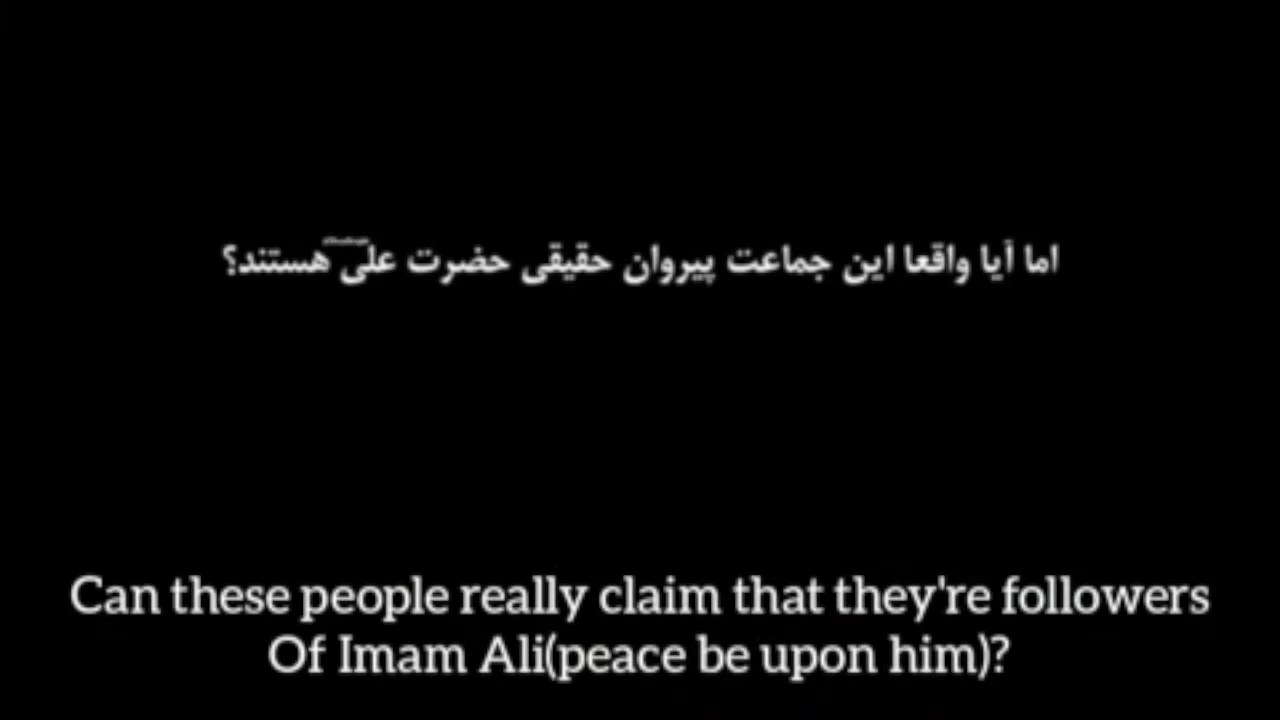 اما آیا واقعا این جماعت پیروان حقیقی حضرت علی هستند؟
Can these people really claim that they're followers
Of Imam Ali(peace be upon him)?